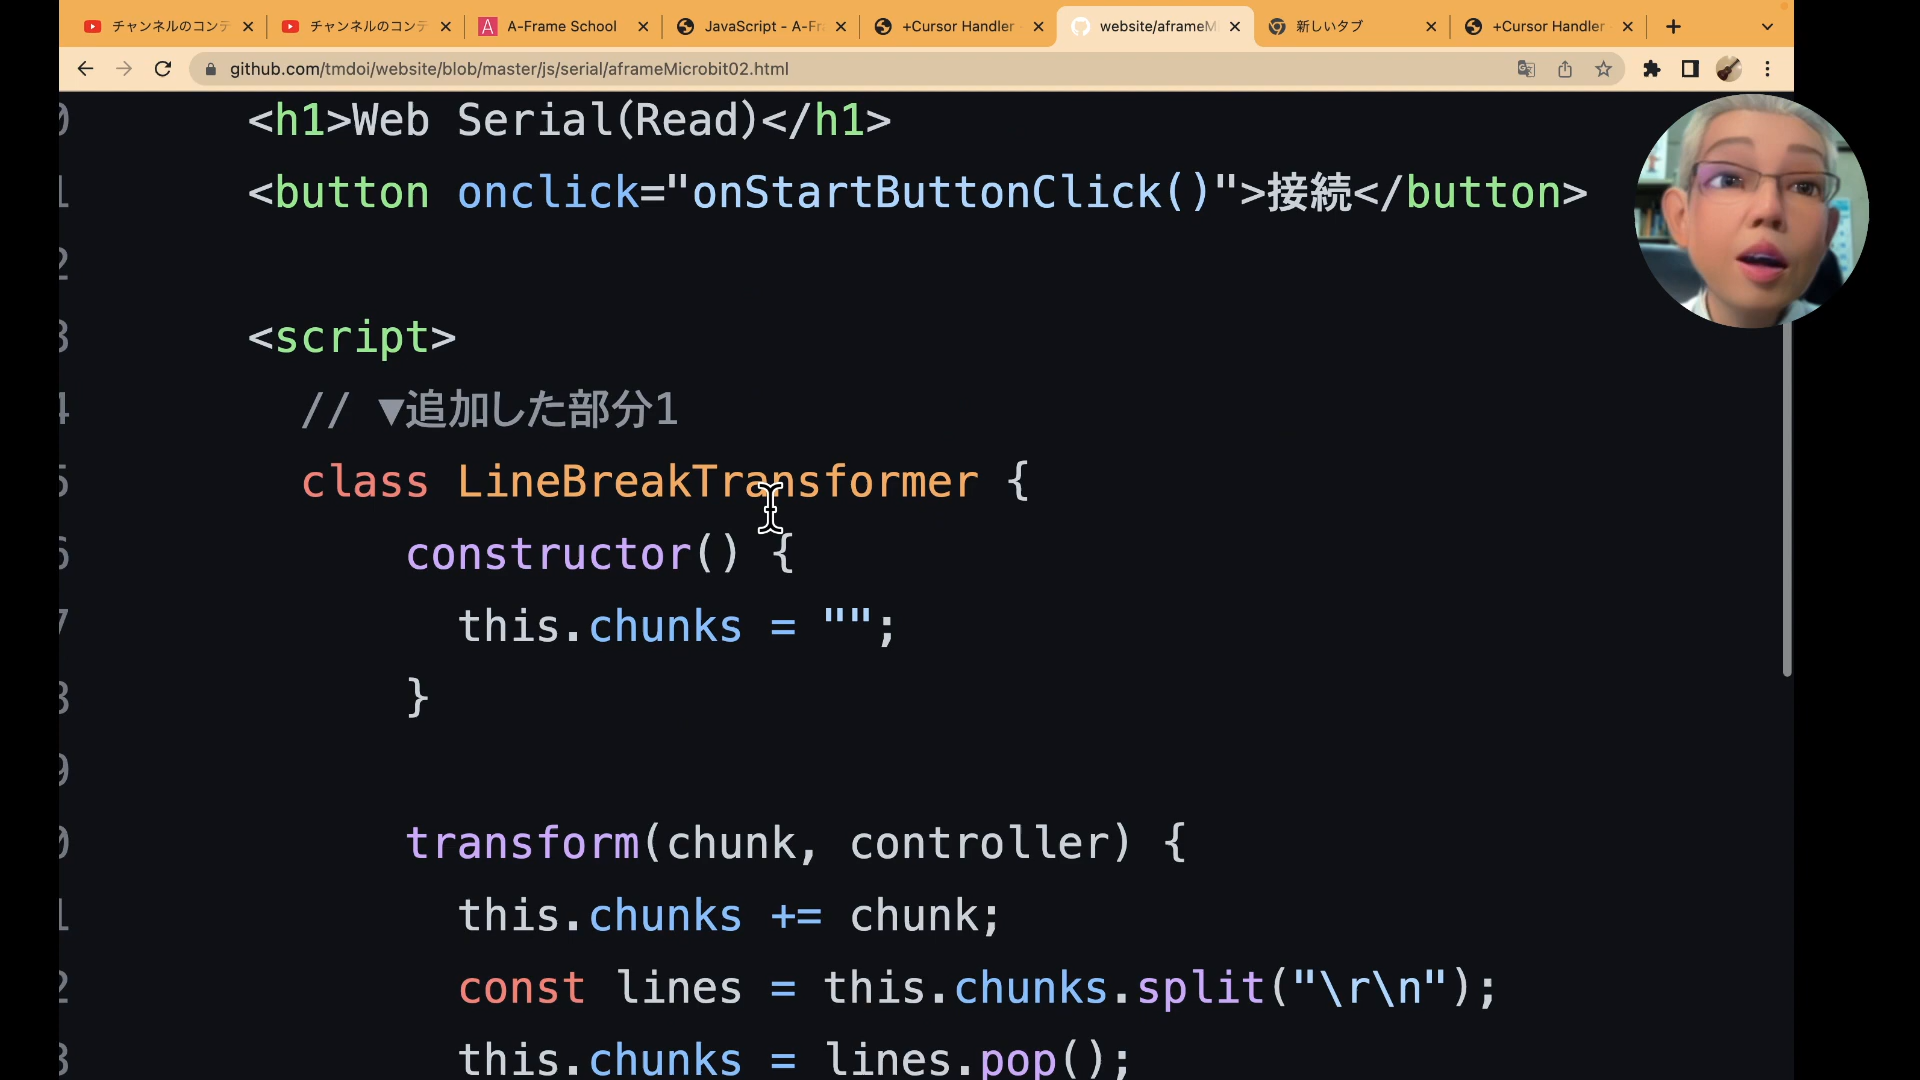 チャンネルのコンテ
チャンネルのコンテ
A-Frame School
JavaScript - A-Fr
+Cursor Handler
website/aframeM
新しいタブ
+Cursor Handler
github.com/tmdoi/website/blob/master/js/serial/aframeMicrobit02.html
<h1>Web Serial(Read)</h1>
<button onclick="onStartButtonClick()">接続</button>
<script>
// ▼追加した部分1
class LineBreakTransformer {
constructor() {
this.chunks = "";
}
transform(chunk, controller) {
this.chunks += chunk;
const lines = this.chunks.split("\r\n");
this.chunks = lines.pop();